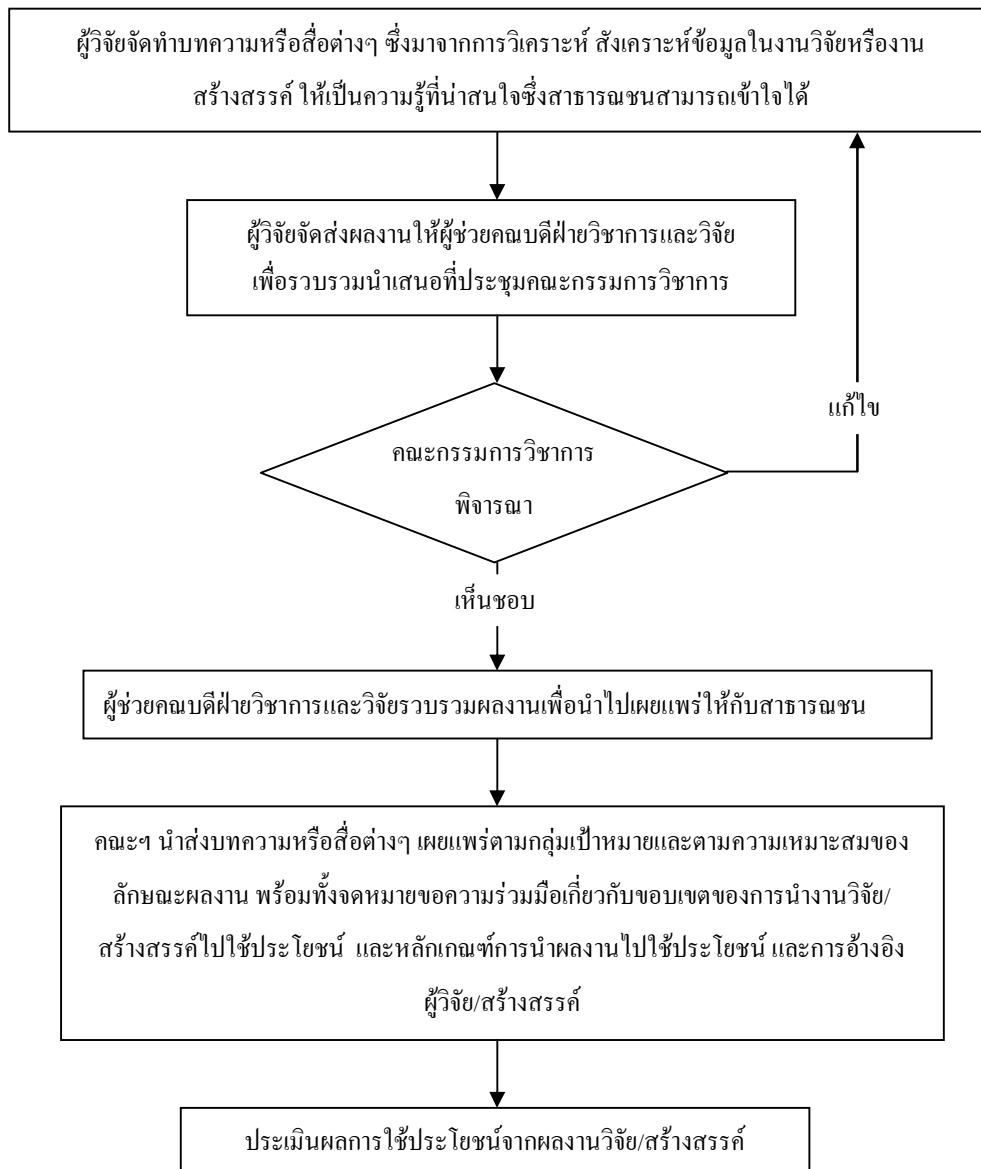 ผู้วิจัยจัดทำบทความหรือสื่อต่างๆ ซึ่งมาจากการวิเคราะห์ สังเคราะห์ข้อมูลในงานวิจัยหรืองาน
สร้างสรรค์ ให้เป็นความรู้ที่น่าสนใจซึ่งสาธารณชนสามารถเข้าใจได้
ผู้วิจัยจัดส่งผลงานให้ผู้ช่วยคณบดีฝ่ายวิชาการและวิจัย
เพื่อรวบรวมนำเสนอที่ประชุมคณะกรรมการวิชาการ
แก้ไข
คณะกรรมการวิชาการ
พิจารณา
เห็นชอบ
ผู้ช่วยคณบดีฝ่ายวิชาการและวิจัยรวบรวมผลงานเพื่อนำไปเผยแพร่ให้กับสาธารณชน
คณะฯ นำส่งบทความหรือสื่อต่างๆ เผยแพร่ตามกลุ่มเป้าหมายและตามความเหมาะสมของ
ลักษณะผลงาน พร้อมทั้งจดหมายขอความร่วมมือเกี่ยวกับขอบเขตของการนำงานวิจัย/
สร้างสรรค์ไปใช้ประโยชน์ และหลักเกณฑ์การนำผลงานไปใช้ประโยชน์ และการอ้างอิง
ผู้วิจัย/สร้างสรรค์
ประเมินผลการใช้ประโยชน์จากผลงานวิจัย/สร้างสรรค์